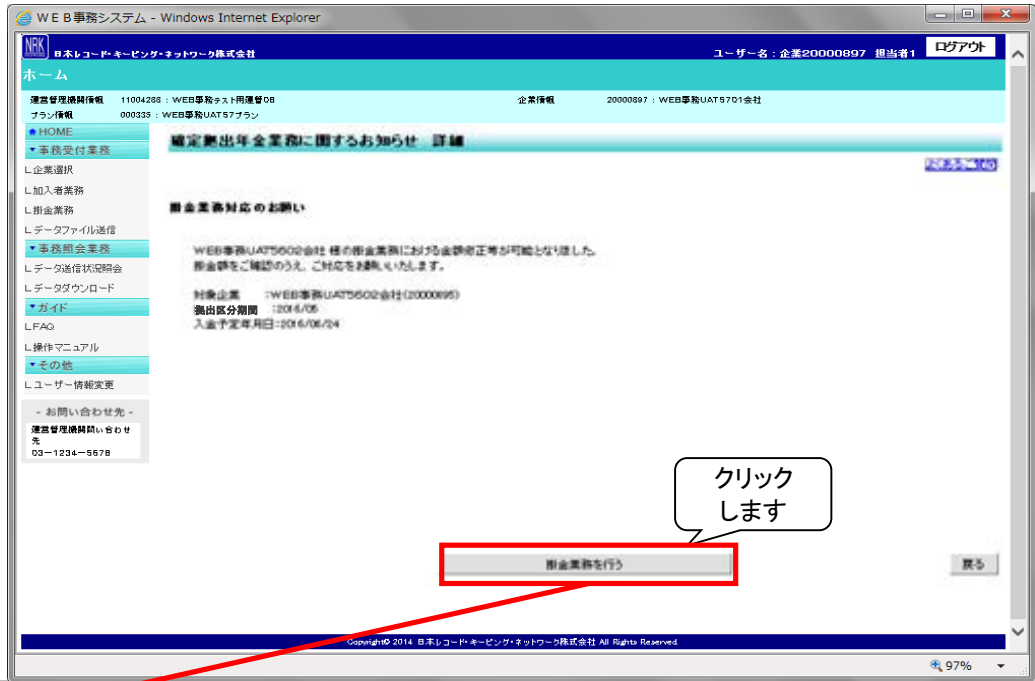 ＷＥＢ事務システム - Windows Internet Explorer
NRK 日本レコード・キーピング・ネットワーク株式会社
ユーザー名：企業20000897 担当者1
ログアウト
ホーム
運営管理機関情報 11004288：WEB事務テスト用運管08
企業情報 20000897：WEB事務UAT5701会社
プラン情報 000335：WEB事務UAT57プラン
HOME
事務受付業務
企業選択
加入者業務
掛金業務
データファイル送信
事務照会業務
データ送信状況照会
データダウンロード
ガイド
FAQ
操作マニュアル
その他
ユーザー情報変更
- お問い合わせ先 -
運営管理機関問い合わせ
先
03－1234－5678
確定拠出年金業務に関するお知らせ 詳細
よくあるご質問
掛金業務対応のお願い
WEB事務UAT5602会社 様の掛金業務における金額修正等が可能となりました。
掛金額をご確認のうえ、ご対応をお願いいたします。
対象企業 ：WEB事務UAT5602会社(20000895)
拠出区分期間 ：2016/05
入金予定年月日：2016/06/24
クリック
します
掛金業務を行う
戻る
Copyright© 2014 日本レコード・キーピング・ネットワーク株式会社 All Rights Reserved.
97%